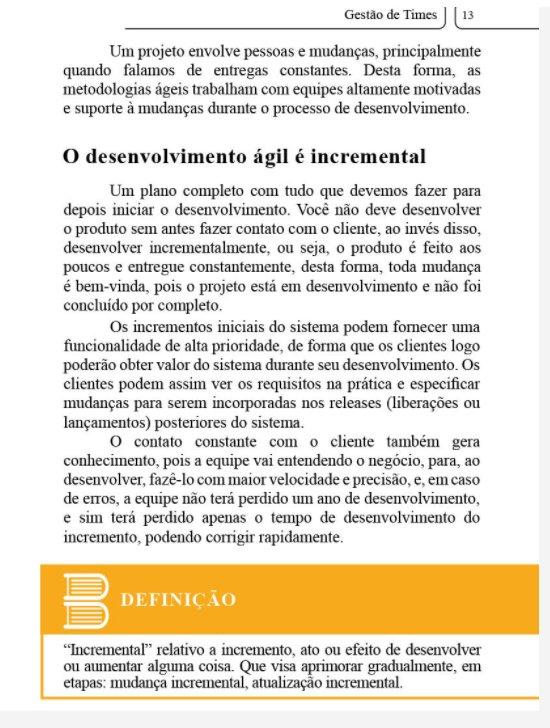 Gestão de Times 13
Um projeto envolve pessoas e mudanças, principalmente
quando falamos de entregas constantes. Desta forma, as
metodologias ágeis trabalham com equipes altamente motivadas
e suporte à mudanças durante o processo de desenvolvimento.
O desenvolvimento ágil é incremental
Um plano completo com tudo que devemos fazer para
depois iniciar o desenvolvimento. Você não deve desenvolver
o produto sem antes fazer contato com o cliente, ao invés disso,
desenvolver incrementalmente, ou seja, o produto é feito aos
poucos e entregue constantemente, desta forma, toda mudança
é bem-vinda, pois o projeto está em desenvolvimento e não foi
concluído por completo.
Os incrementos iniciais do sistema podem fornecer uma
funcionalidade de alta prioridade, de forma que os clientes logo
poderão obter valor do sistema durante seu desenvolvimento. Os
clientes podem assim ver os requisitos na prática e especificar
mudanças para serem incorporadas nos releases (liberações ou
lançamentos) posteriores do sistema.
O contato constante com o cliente também gera
conhecimento, pois a equipe vai entendendo o negócio, para, ao
desenvolver, fazê-lo com maior velocidade e precisão, e, em caso
de erros, a equipe não terá perdido um ano de desenvolvimento,
e sim terá perdido apenas o tempo de desenvolvimento do
incremento, podendo corrigir rapidamente.
DEFINIÇÃO
“Incremental” relativo a incremento, ato ou efeito de desenvolver
ou aumentar alguma coisa. Que visa aprimorar gradualmente, em
etapas: mudança incremental, atualização incremental.